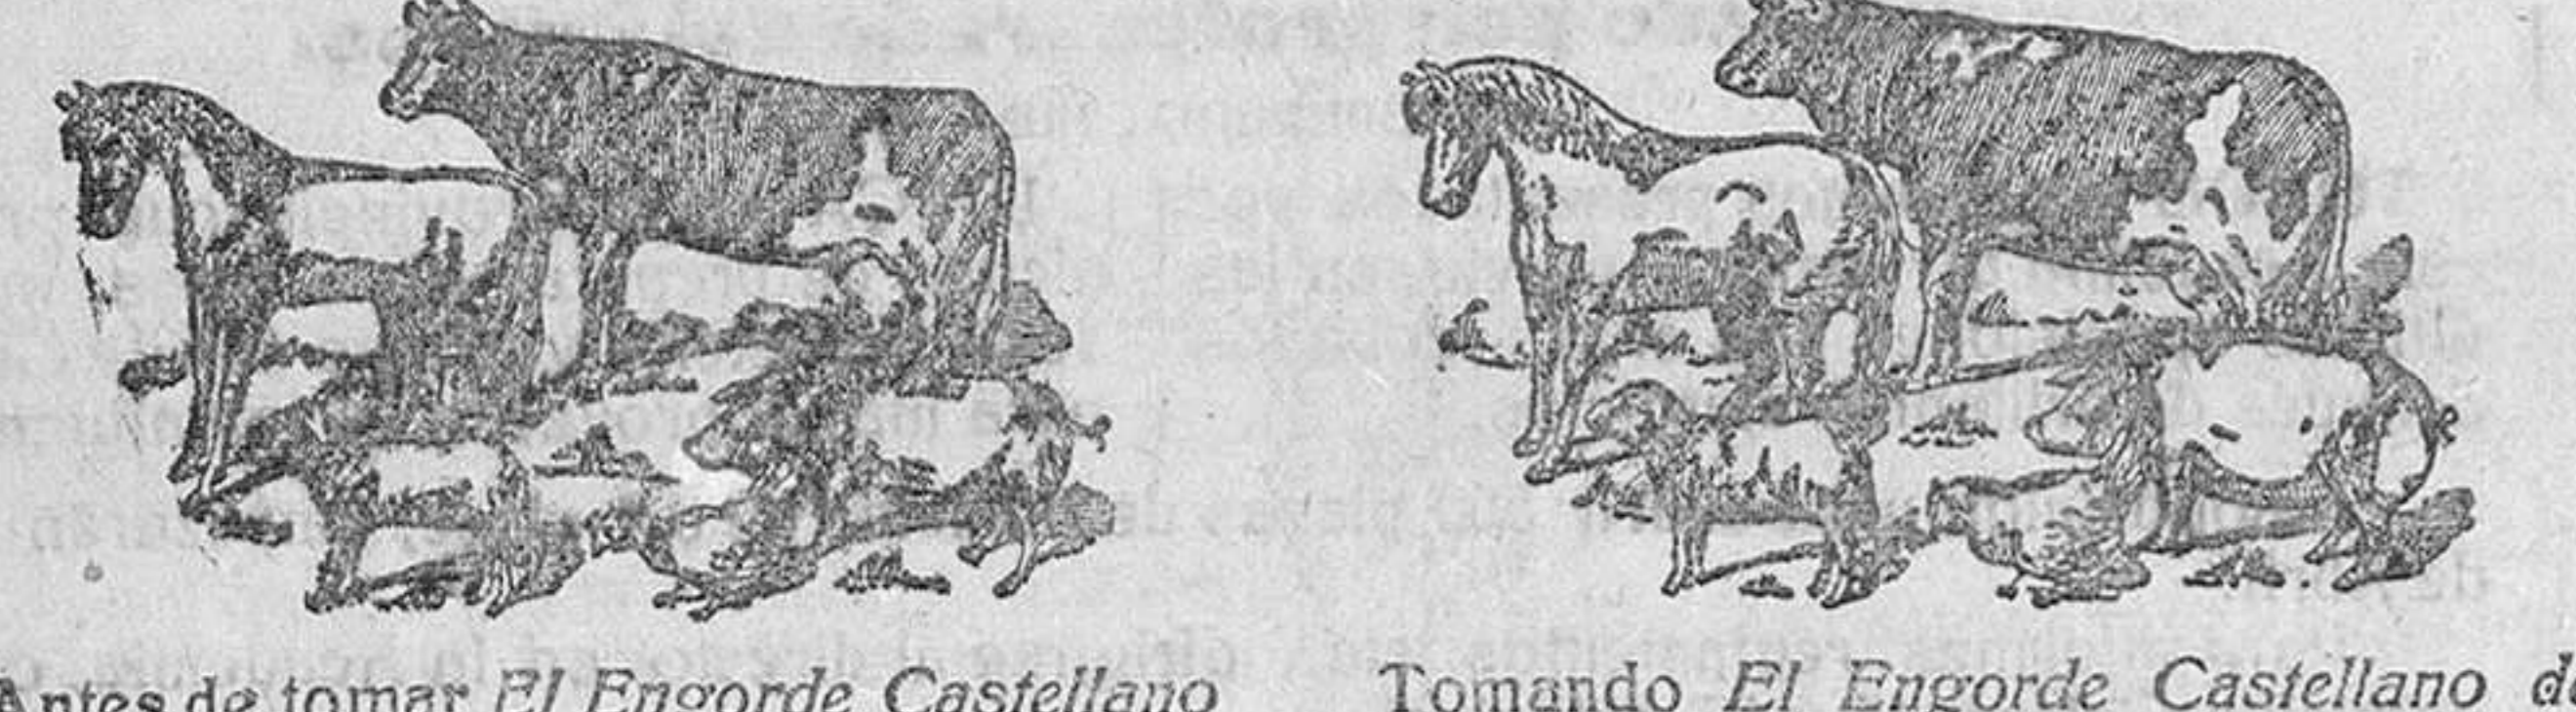 Antes de tomar El Engorde Castellano
Tomando El Engorde Castellano